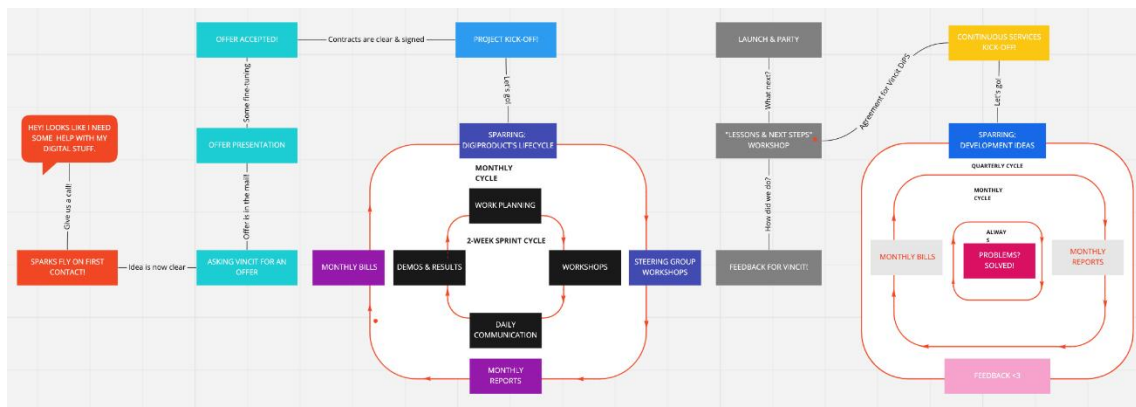 HEY! LOOKS LIKE I NEED
SOME HELP WITH MY
DIGITAL STUFF.
Give us a call!
SPARKS FLY ON FIRST
CONTACT!
Idea is now clear
ASKING VINCIT FOR AN
OFFER
Offer is in the mail!
OFFER PRESENTATION
Some fine-tuning
OFFER ACCEPTED!
Contracts are clear & signed
PROJECT KICK-OFF!
Let's go!
SPARRING:
DIGIPRODUCT'S LIFECYCLE
MONTHLY
CYCLE
WORK PLANNING
2-WEEK SPRINT CYCLE
MONTHLY BILLS
DEMOS & RESULTS
WORKSHOPS
STEERING GROUP
WORKSHOPS
DAILY
COMMUNICATION
MONTHLY
REPORTS
LAUNCH & PARTY
What next?
"LESSONS & NEXT STEPS"
WORKSHOP
How did we do?
FEEDBACK FOR VINCIT!
Agreement for Vincit DIPS
CONTINUOUS SERVICES
KICK-OFF!
Let's go!
SPARRING:
DEVELOPMENT IDEAS
QUARTERLY CYCLE
MONTHLY
CYCLE
ALWAY
S
PROBLEMS?
SOLVED!
MONTHLY BILLS
MONTHLY
REPORTS
FEEDBACK <3